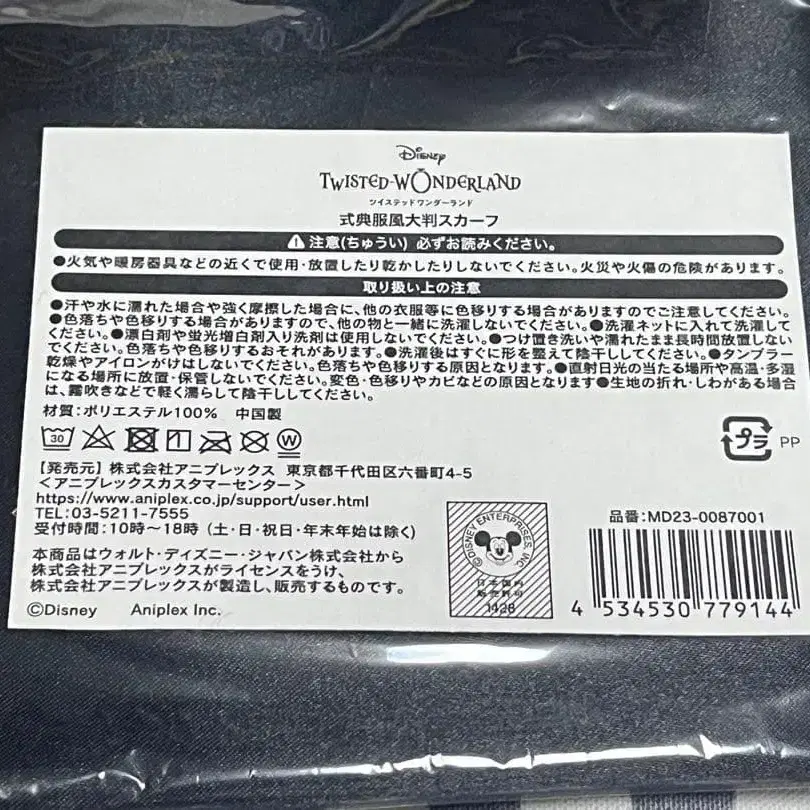 Disney
TWISTED-WONDERLAND
ツイステッドワンダーランド
式典服風大判スカーフ
注意(ちゅうい) 必ずお読みください。
●火気や暖房器具などの近くで使用・放置したり乾かしたりしないでください。火災や火傷の危険があります。
取り扱い上の注意
●汗や水に濡れた場合や強く摩擦した場合に、他の衣服等に色移りする場合がありますのでご注意してください。
●色落ちや色移りする場合がありますので、他の物と一緒に洗濯しないでください。●洗濯ネットに入れて洗濯して
ください。●漂白剤や蛍光増白剤入り洗剤は使用しないでください。●つけ置き洗いや濡れたまま長時間放置しない
でください。色落ちや色移りするおそれがあります。●洗濯後はすぐに形を整えて陰干ししてください。●タンブラー
乾燥やアイロンがけはしないでください。色落ちや色移りする原因となります。●直射日光の当たる場所や高温・多湿
になる場所に放置・保管しないでください。変色・色移りやカビなどの原因となります●生地の折れ・しわがある場合
は、霧吹きなどで軽く濡らして陰干ししてください。
材質:ポリエステル100% 中国製
30 W
プラ PP
【発売元】株式会社アニプレックス 東京都千代田区六番町4-5
<アニプレックスカスタマーセンター>
https://www.aniplex.co.jp/support/user.html
TEL:03-5211-7555
受付時間:10時~18時(土・日・祝日・年末年始は除く)
本商品はウォルト・ディズニー・ジャパン株式会社から
株式会社アニプレックスがライセンスをうけ、
株式会社アニプレックスが製造し、販売するものです。
©Disney Aniplex Inc.
©DISNEY ENTERPRISES, INC.
日本国内
販売許可
1428
品番:MD23-0087001
4 534530 779144